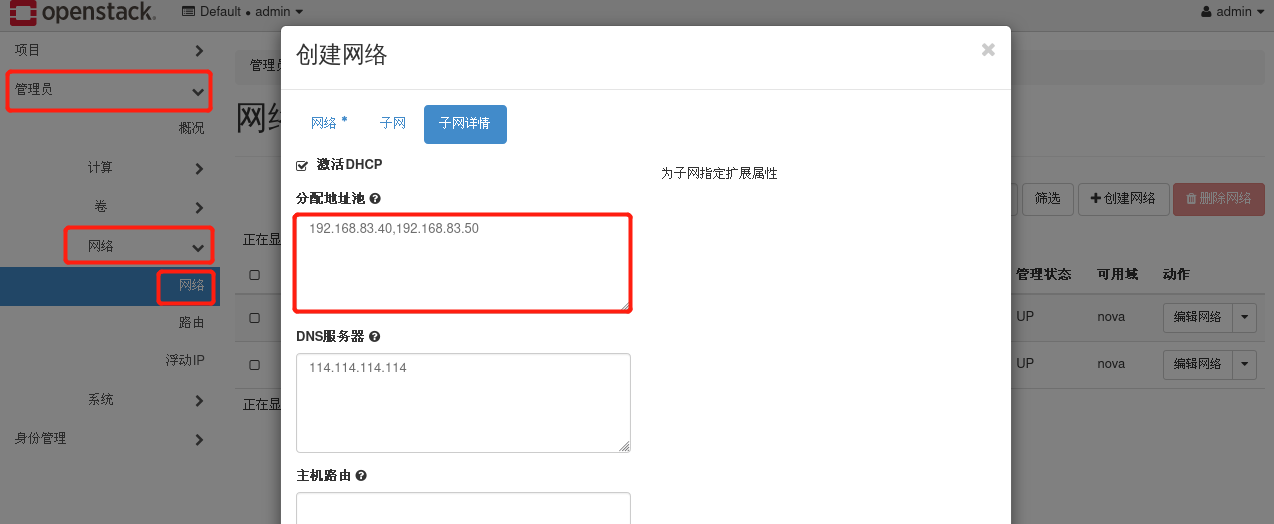 openstack.
Default • admin
admin
项目
管理员
概况
计算
卷
网络
网络
路由
浮动IP
系统
身份管理
管理员
网络
正在显
正在显
筛选
创建网络
删除网络
管理状态
可用域
动作
UP
nova
编辑网络
UP
nova
编辑网络
创建网络
×
网络 *
子网
子网详情
激活DHCP
为子网指定扩展属性
分配地址池
192.168.83.40,192.168.83.50
DNS服务器
114.114.114.114
主机路由